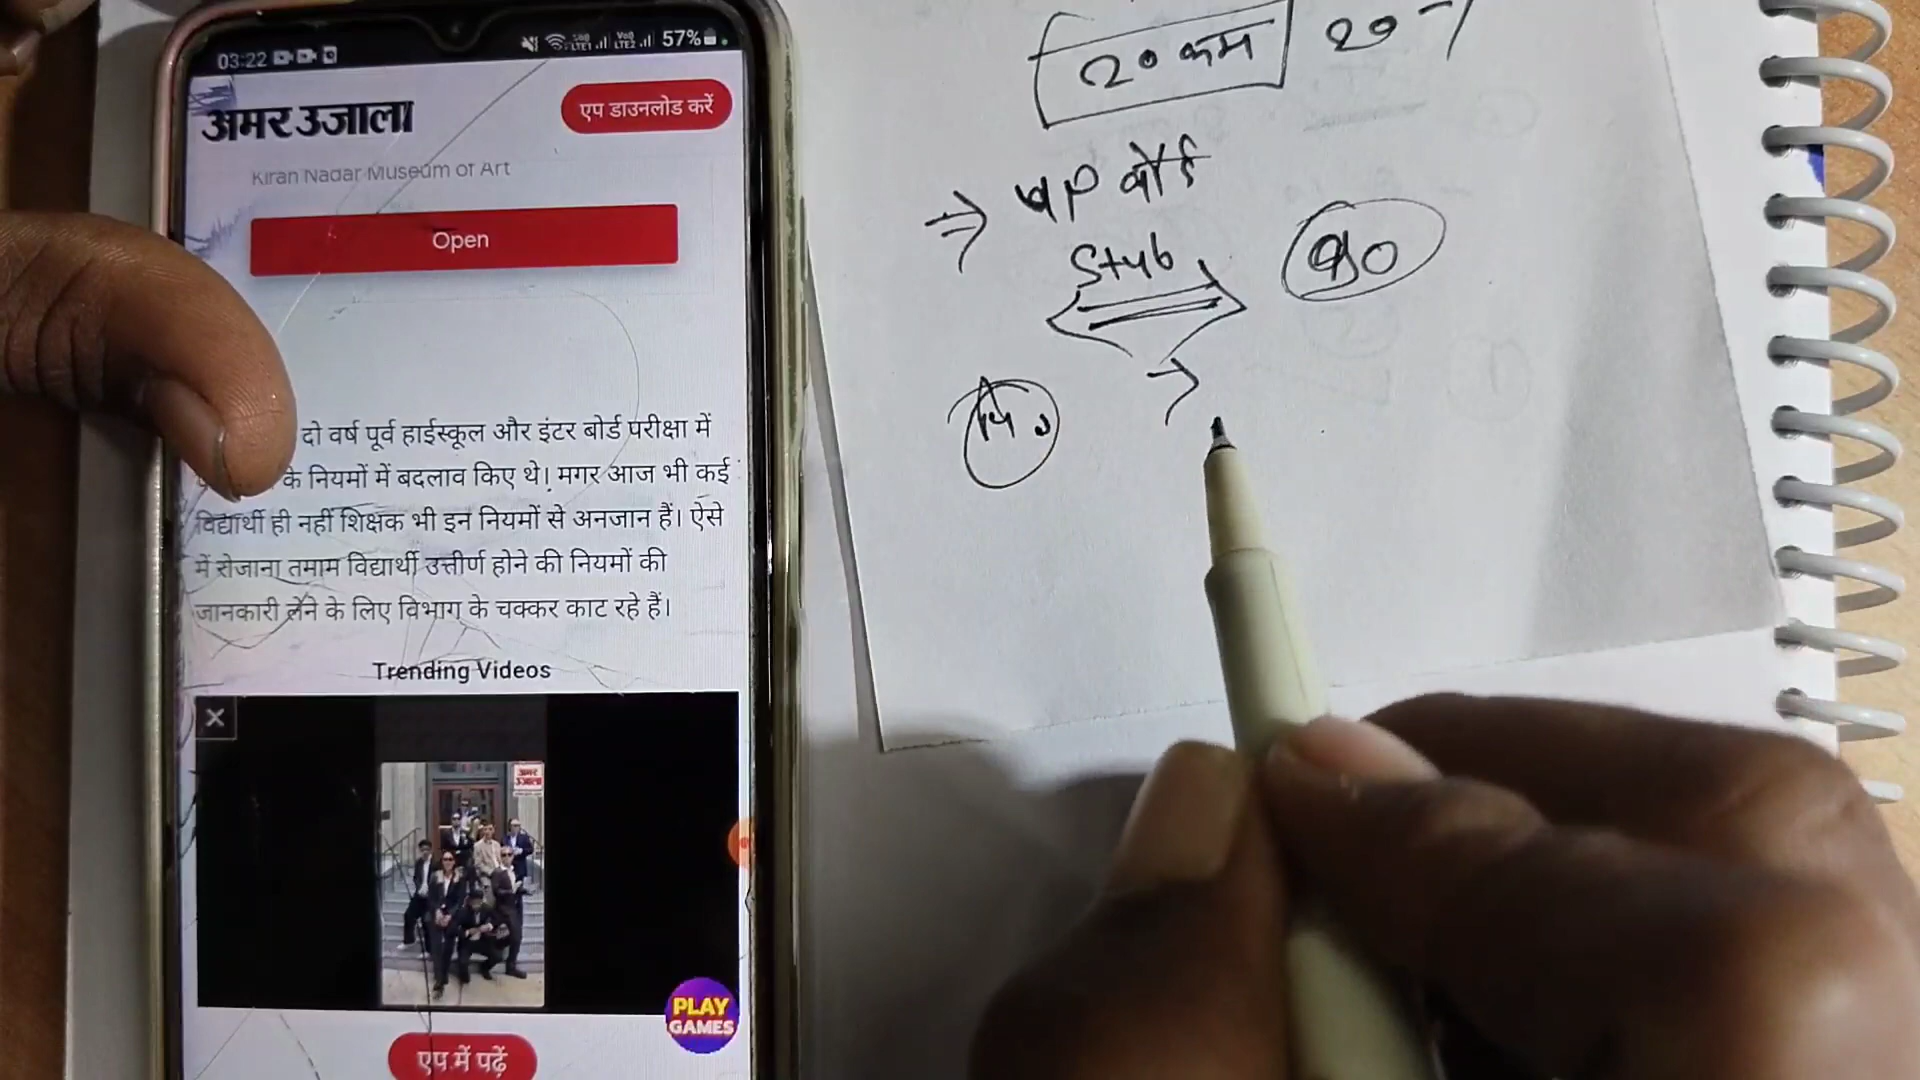 03:22 57%
अमर उजाला
एप डाउनलोड करें
Kiran Nadar Museum of Art
Open
दो वर्ष पूर्व हाईस्कूल और इंटर बोर्ड परीक्षा में
के नियमों में बदलाव किए थे। मगर आज भी कई
विद्यार्थी ही नहीं शिक्षक भी इन नियमों से अनजान हैं। ऐसे
में रोजाना तमाम विद्यार्थी उत्तीर्ण होने की नियमों की
जानकारी लेने के लिए विभाग के चक्कर काट रहे हैं।
Trending Videos
अमर उजाला
PLAY GAMES
एप में पढ़ें
20 कम
UP बोर्ड
Stub